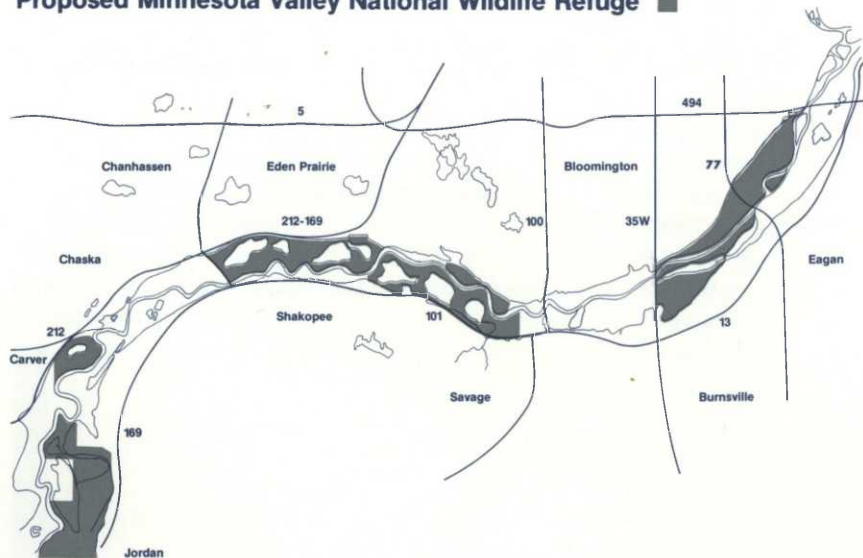 Proposed Minnesota Valley National Wildlife Refuge
5
494
Chanhassen
Eden Prairie
Bloomington
77
212-169
100
35W
Chaska
Eagan
Shakopee
101
13
212
Carver
Savage
Burnsville
169
Jordan